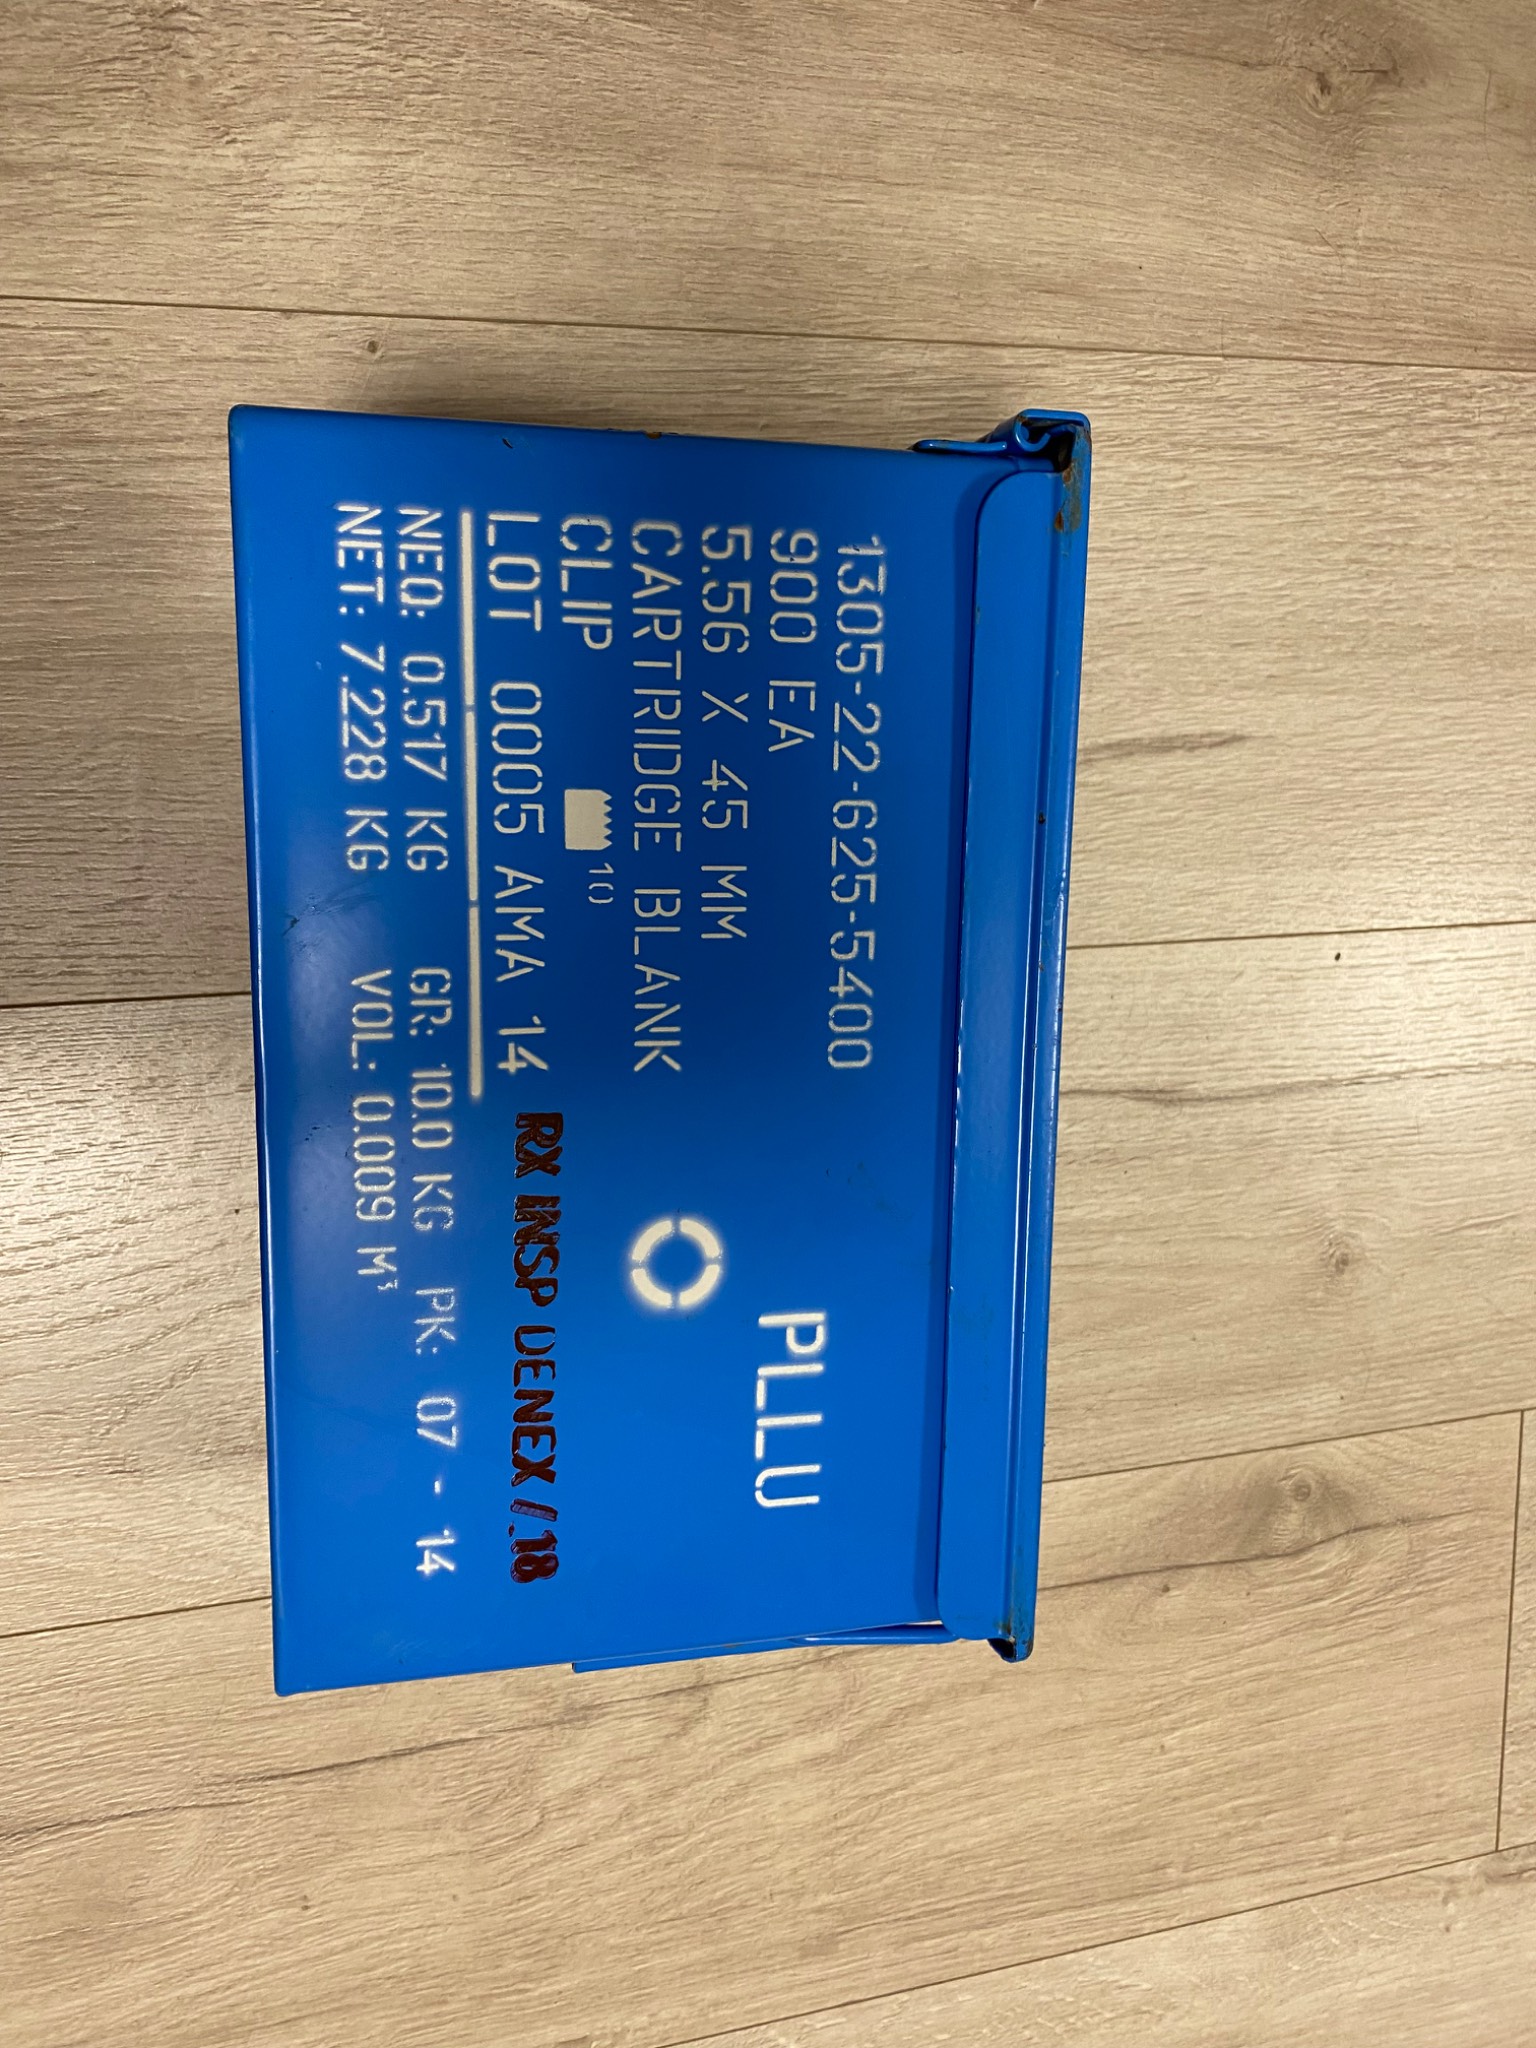 1305-22-625-5400
900 EA
5.56 X 45 MM
CARTRIDGE BLANK
CLIP 10
LOT 0005 AMA 14 RX INSP DENEX /.18
NEQ: 0.517 KG GR: 10.0 KG PK: 07 - 14
NET: 7.228 KG VOL: 0.009 M³
PLLU